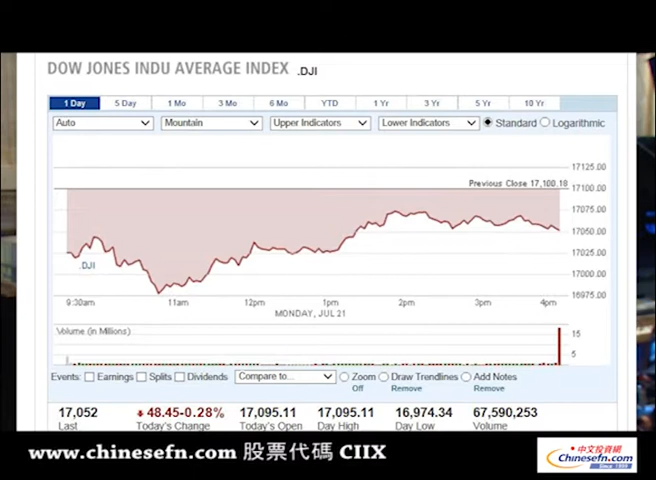 DOW JONES INDU AVERAGE INDEX .DJI
1 Day 5 Day 1 Mo 3 Mo 6 Mo YTD 1 Yr 3 Yr 5 Yr 10 Yr
Auto Mountain Upper Indicators Lower Indicators Standard Logarithmic
17125.00
Previous Close 17,100.18 17100.00
17075.00
17050.00
17025.00
.DJI
17000.00
16975.00
9:30am 11am 12pm 1pm 2pm 3pm 4pm
MONDAY, JUL 21
Volume (in Millions)
15
5
Events: Earnings Splits Dividends Compare to... Zoom Draw Trendlines Add Notes
Off Remove Remove
17,052 48.45-0.28% 17,095.11 17,095.11 16,974.34 67,590,253
Last Today's Change Today's Open Day High Day Low Volume
www.chinesefn.com 股票代碼 CIIX
中文投資網
Chinesefn.com
Since 1999